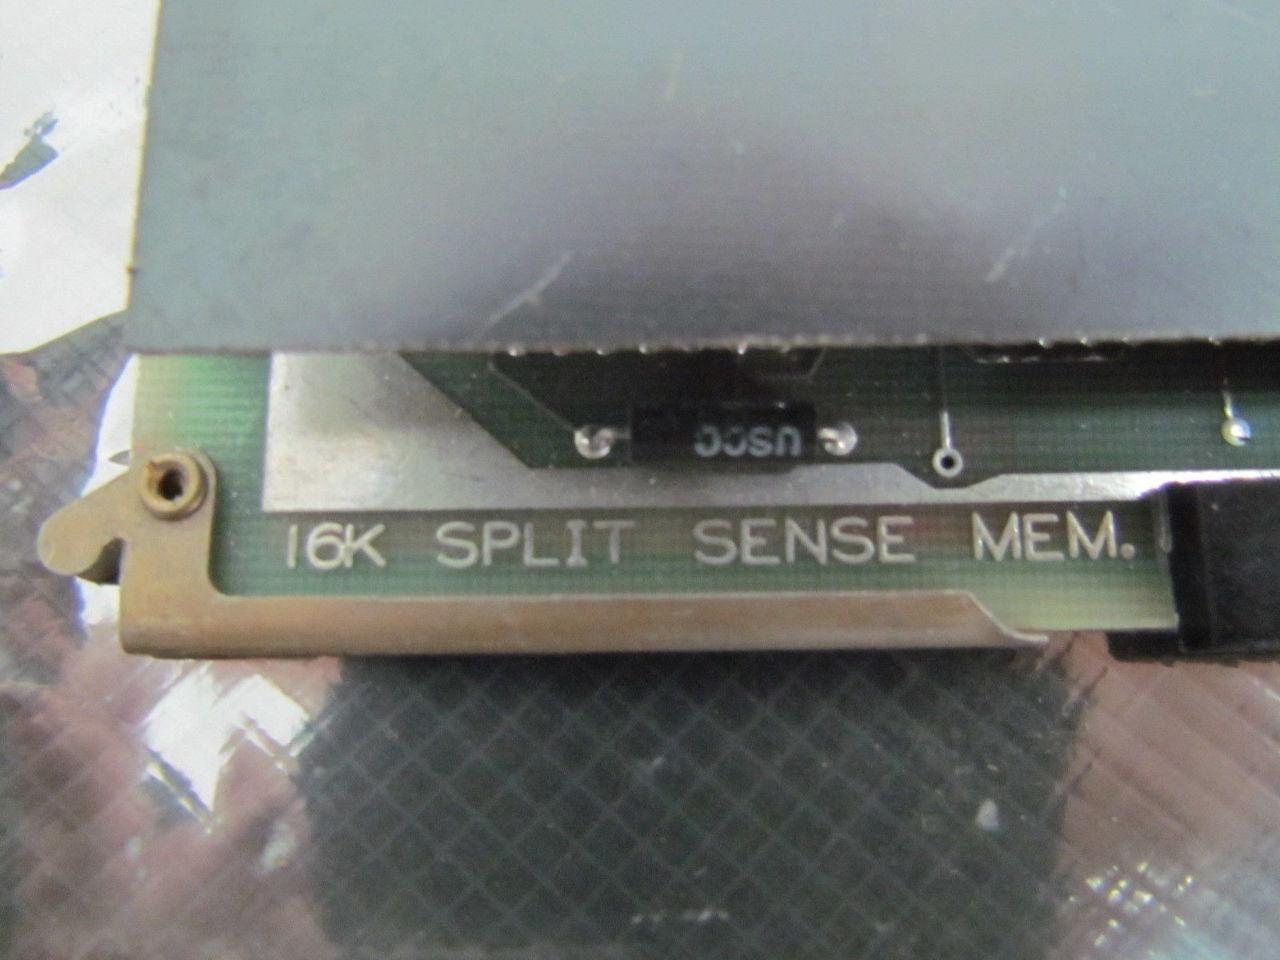 USCC
16K SPLIT SENSE MEM.